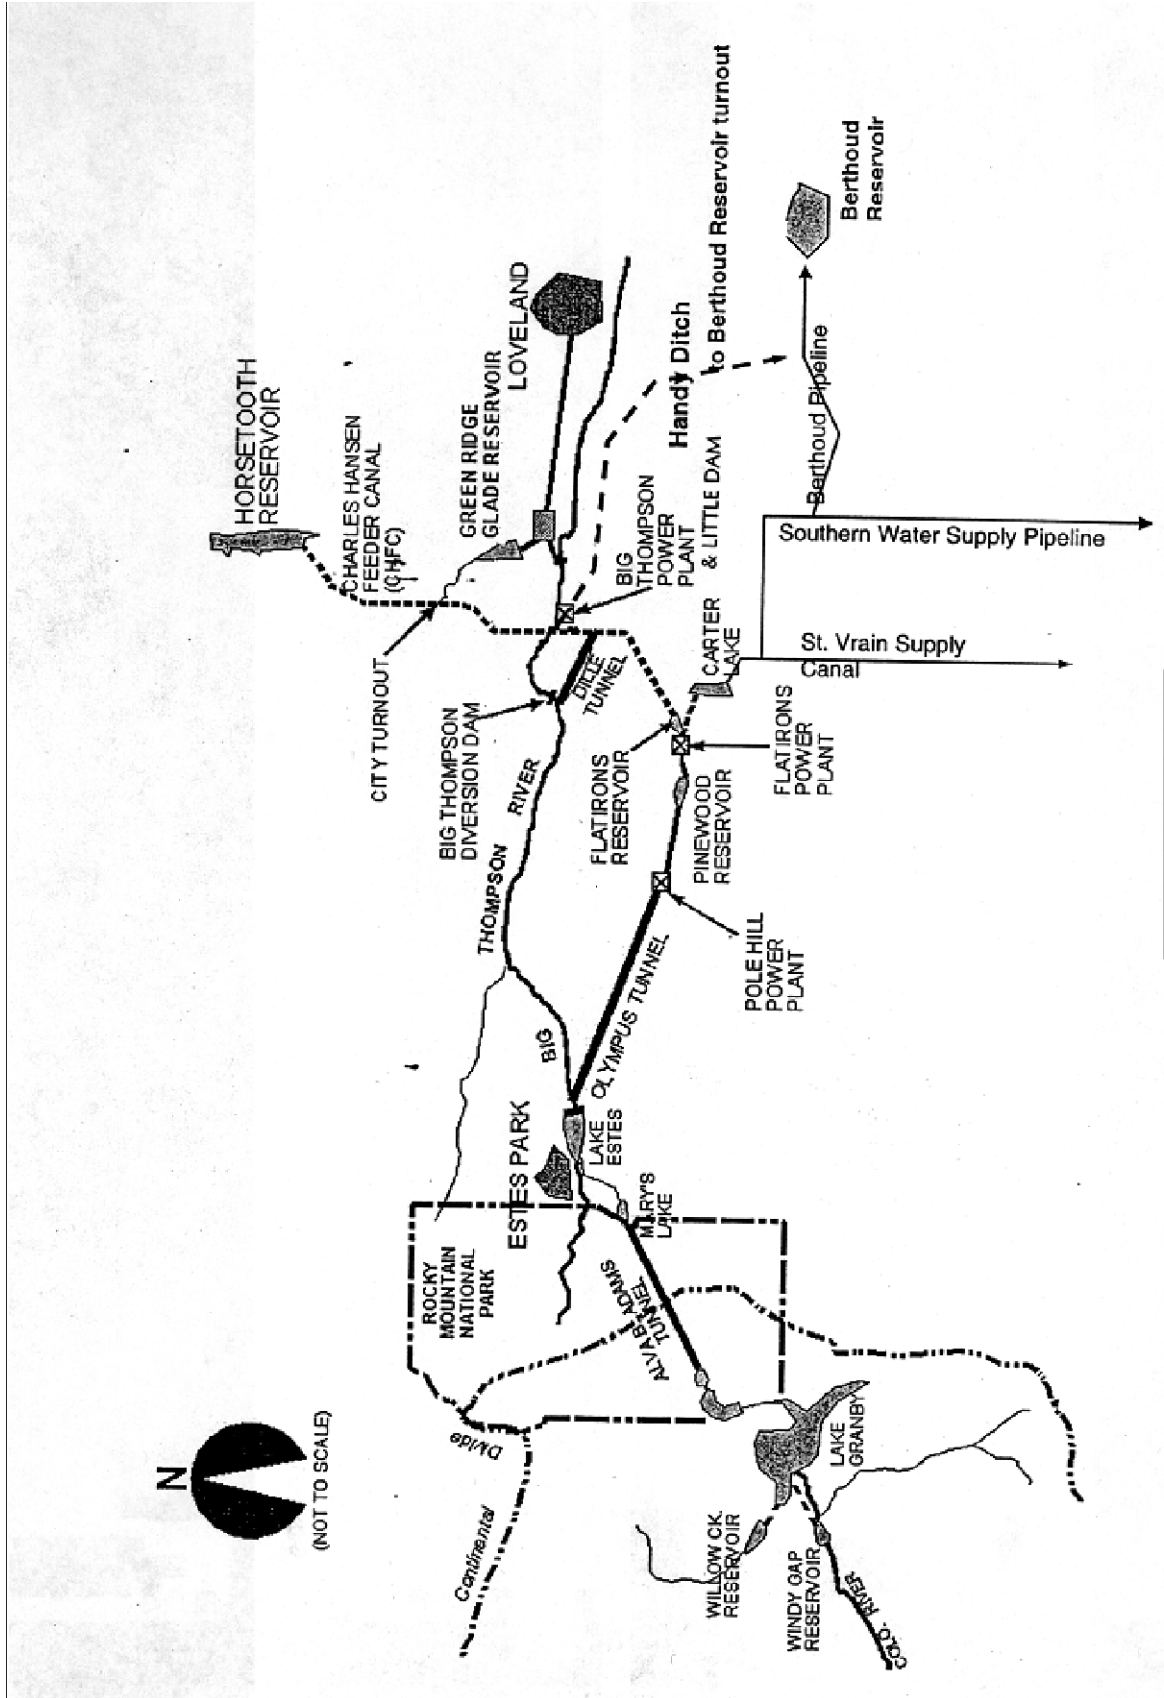 N
(NOT TO SCALE)
Continental
Divide
ROCKY
MOUNTAIN
NATIONAL
PARK
ESTES PARK
ALVA B. ADAMS
TUNNEL
MARY'S
LAKE
LAKE
ESTES
LAKE
GRANBY
WILLOW CK.
RESERVOIR
WINDY GAP
RESERVOIR
COLO. RIVER
BIG
THOMPSON
RIVER
OLYMPUS TUNNEL
POLE HILL
POWER
PLANT
PINEWOOD
RESERVOIR
FLATIRONS
RESERVOIR
FLATIRONS
POWER
PLANT
BIG THOMPSON
DIVERSION DAM
CITY TURNOUT
DILLE
TUNNEL
HORSETOOTH
RESERVOIR
CHARLES HANSEN
FEEDER CANAL
(CHFC)
GREEN RIDGE
GLADE RESERVOIR
LOVELAND
BIG
THOMPSON
POWER
PLANT
CARTER
LAKE
& LITTLE DAM
Handy Ditch
to Berthoud Reservoir turnout
St. Vrain Supply
Canal
Southern Water Supply Pipeline
Berthoud Pipeline
Berthoud
Reservoir